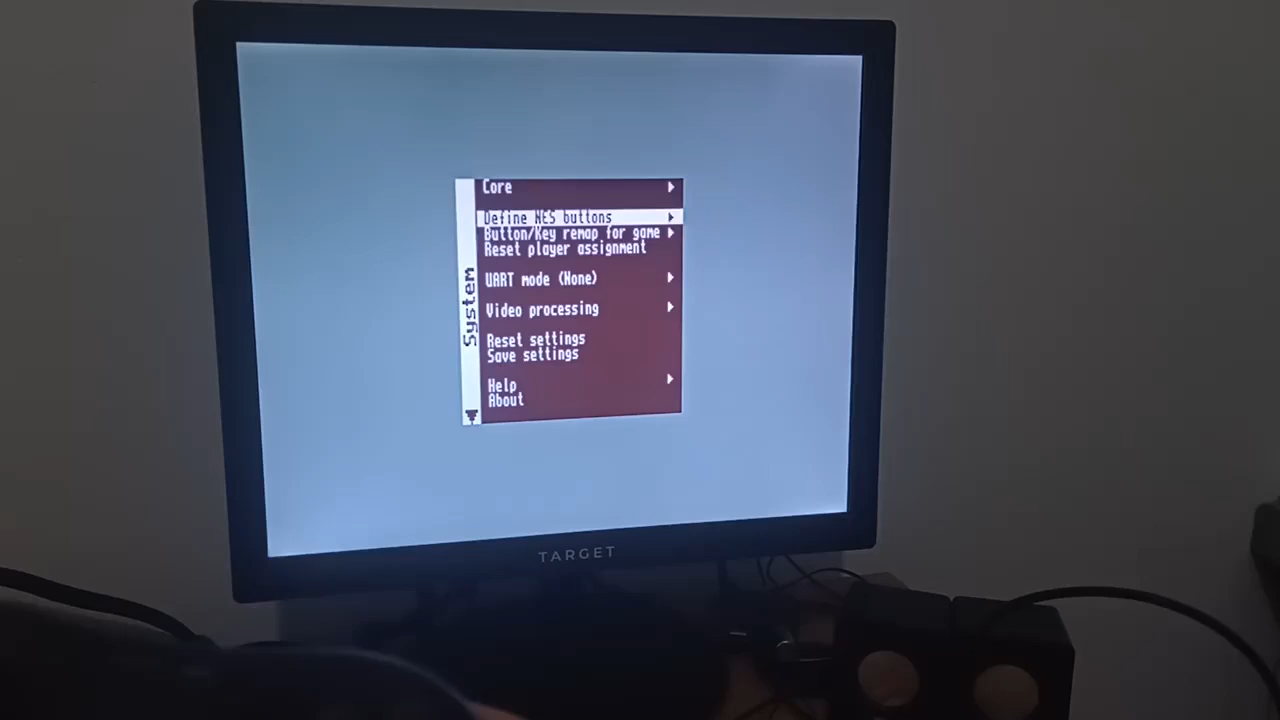 Core
Define NES buttons
Button/Key remap for game
Reset player assignment
UART mode (None)
Video processing
Reset settings
Save settings
Help
About
System
TARGET